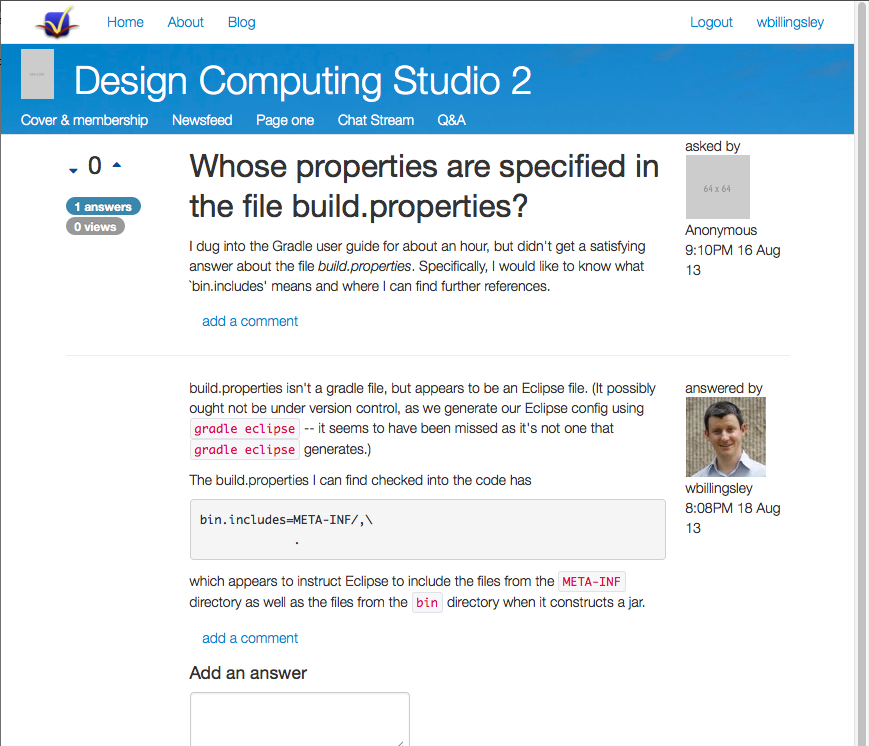 Home About Blog Logout wbillingsley
Design Computing Studio 2
Cover & membership Newsfeed Page one Chat Stream Q&A
0
1 answers
0 views
Whose properties are specified in
the file build.properties?
I dug into the Gradle user guide for about an hour, but didn't get a satisfying
answer about the file build.properties. Specifically, I would like to know what
`bin.includes' means and where I can find further references.
add a comment
asked by
64 x 64
Anonymous
9:10PM 16 Aug
13
build.properties isn't a gradle file, but appears to be an Eclipse file. (It possibly
ought not be under version control, as we generate our Eclipse config using
gradle eclipse -- it seems to have been missed as it's not one that
gradle eclipse generates.)
The build.properties I can find checked into the code has
bin.includes=META-INF/,\
.
which appears to instruct Eclipse to include the files from the META-INF
directory as well as the files from the bin directory when it constructs a jar.
add a comment
answered by
wbillingsley
8:08PM 18 Aug
13
Add an answer